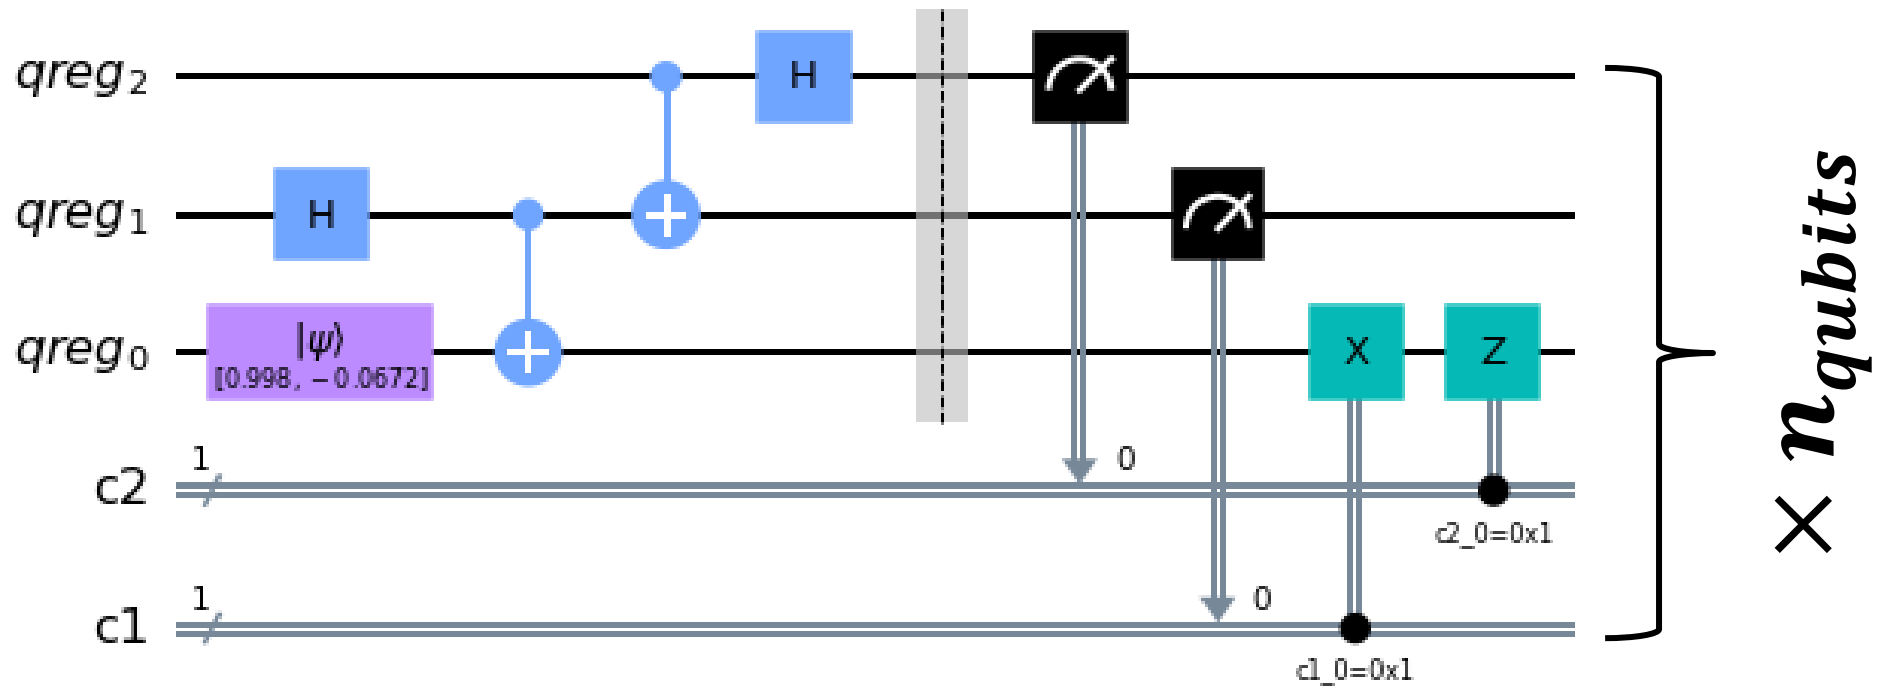 qreg₂
H
qreg₁
H
qreg₀
|ψ⟩
[0.998, −0.0672]
X
Z
c2
1
0
c2_0=0x1
c1
1
0
c1_0=0x1
× n_qubits